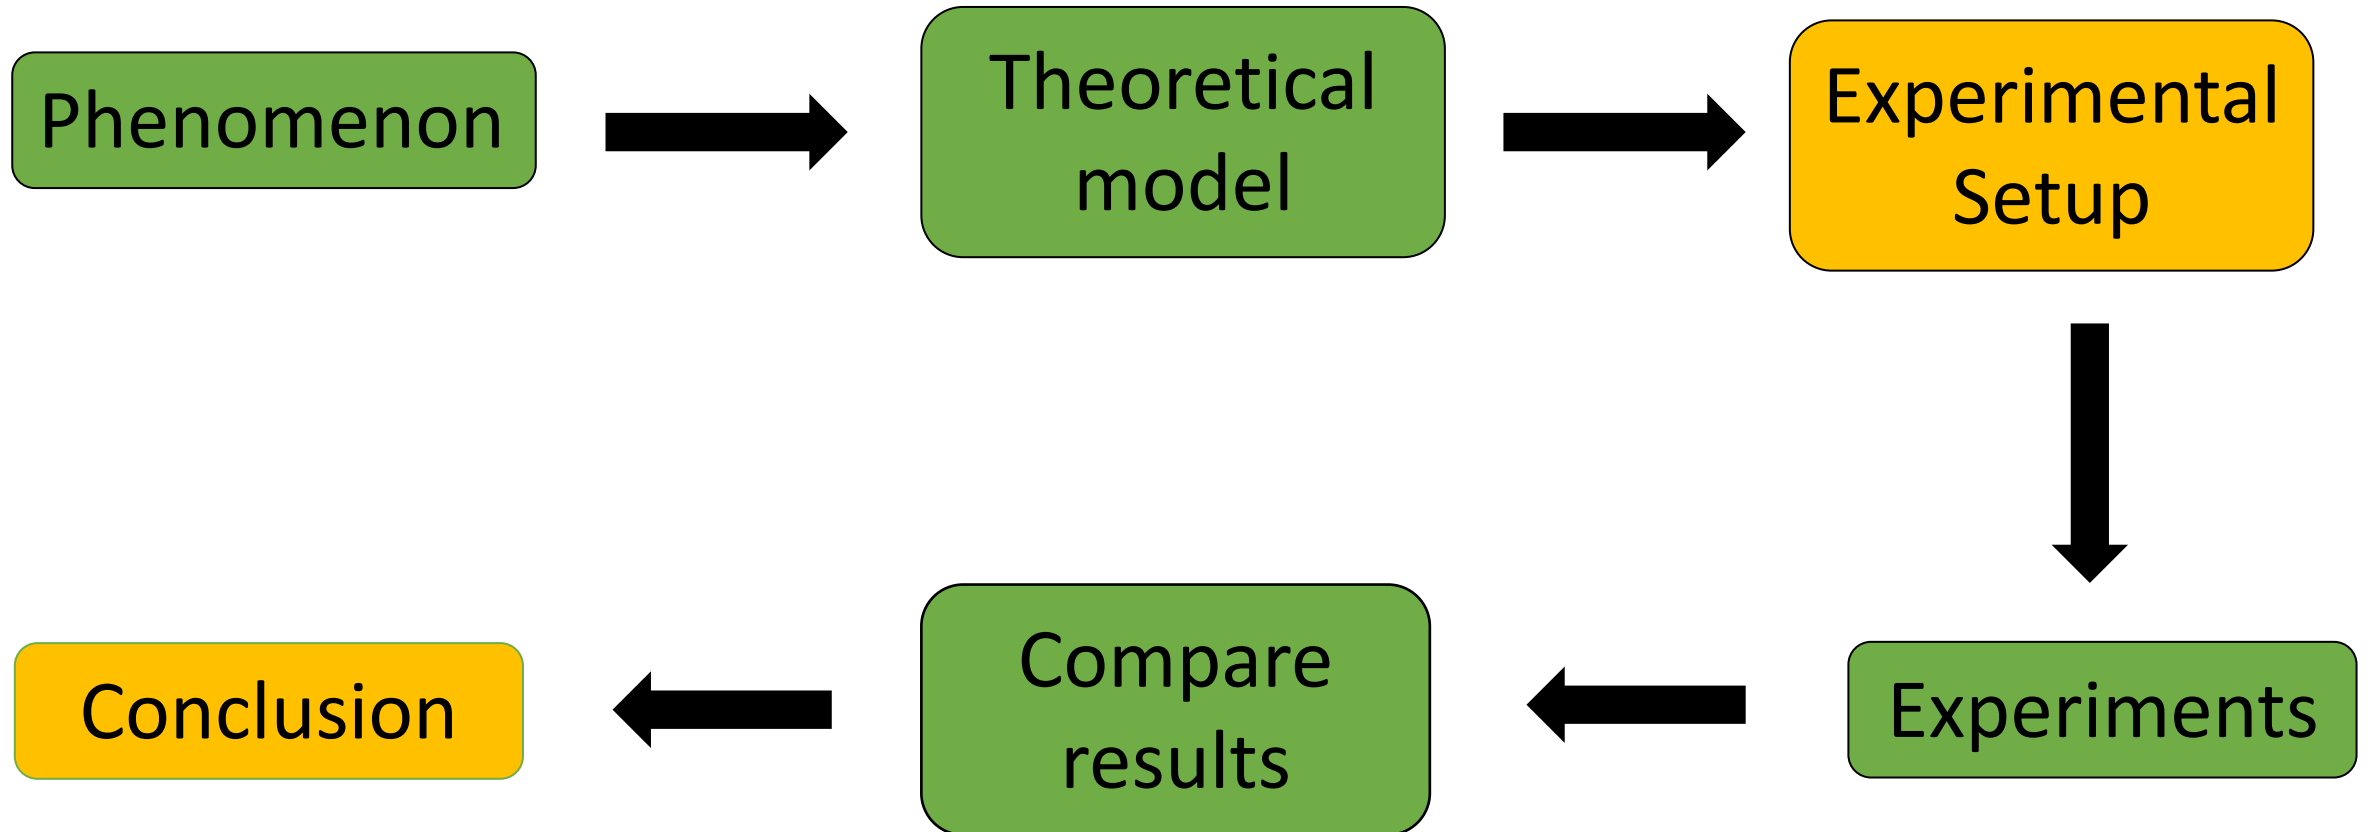 Phenomenon
Theoretical
model
Experimental
Setup
Experiments
Compare
results
Conclusion